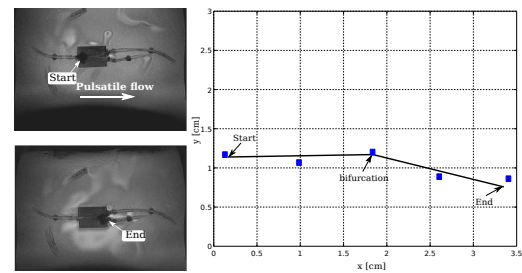 Start
Pulsatile flow
End
3
2.5
2
1.5
1
0.5
0
y [cm]
Start
bifurcation
End
0
0.5
1
1.5
2
2.5
3
3.5
x [cm]